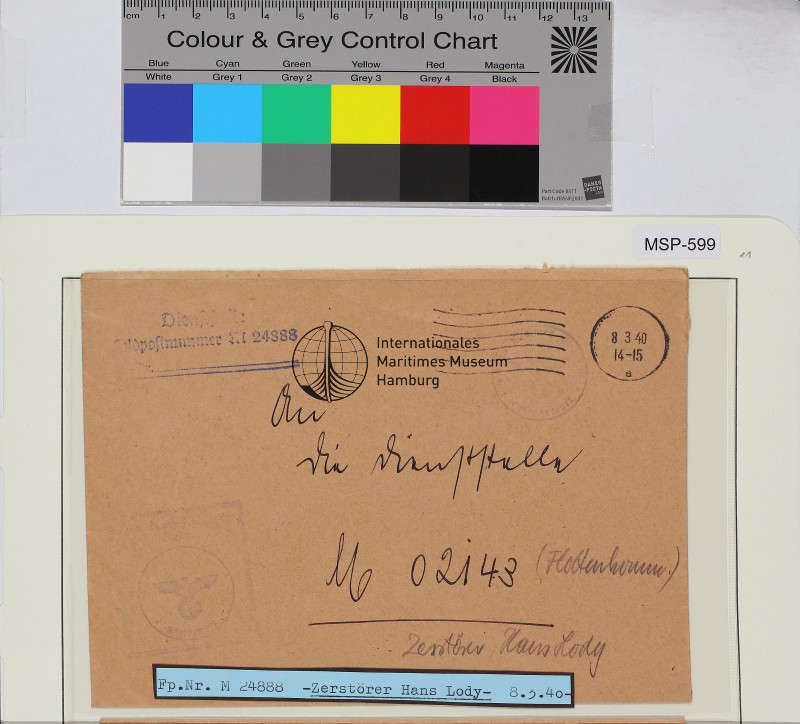 cm 1 2 3 4 5 6 7 8 9 10 11 12 13
Colour & Grey Control Chart
Blue Cyan Green Yellow Red Magenta
White Grey 1 Grey 2 Grey 3 Grey 4 Black
DANES
PICTA
MSP-599
Feldpostnummer M 24888
8 3 40
14-15
a
Internationales
Maritimes Museum
Hamburg
An
die Dienststelle
M 02143 (Flottenkomm.)
Zerstörer Hans Lody
Fp.Nr. M 24888 -Zerstörer Hans Lody- 8.3.40-